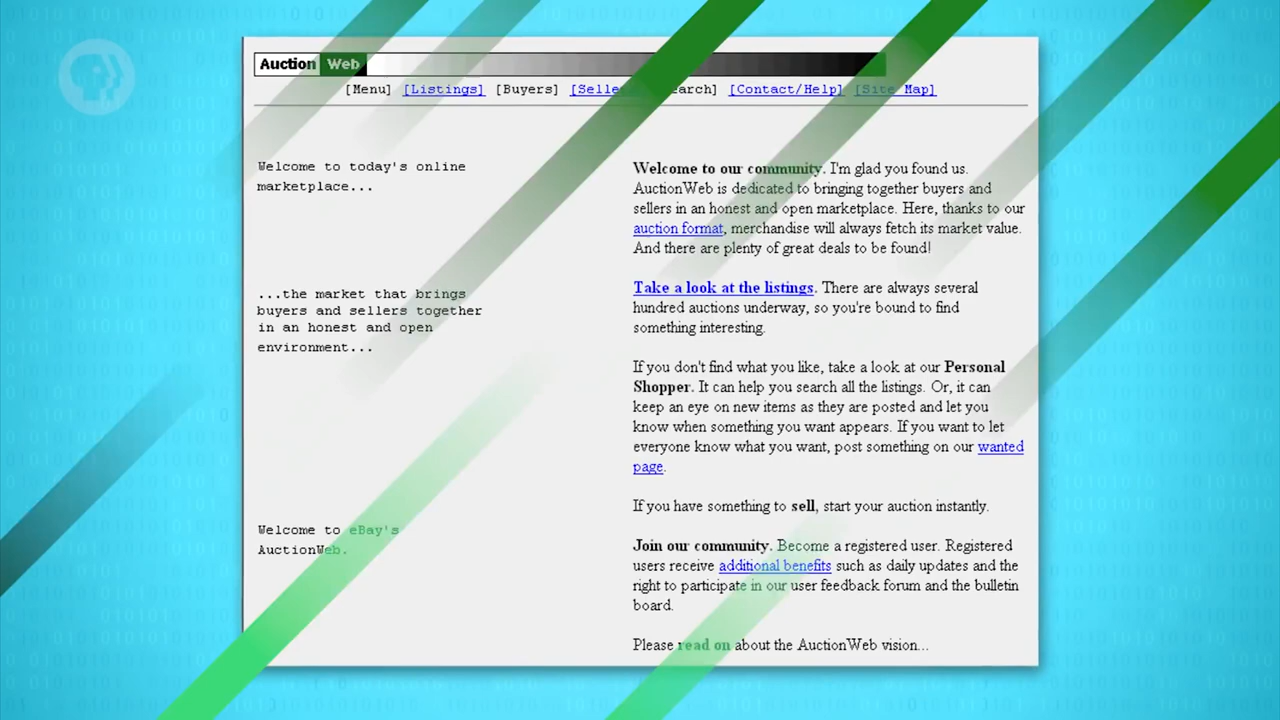 Auction Web
[Menu] [Listings] [Buyers] [Contact/Help] [Site Map]
Welcome to today's online
marketplace...
...the market that brings
buyers and sellers together
in an honest and open
environment...
Welcome to eBay's
AuctionWeb.
Welcome to our community. I'm glad you found us.
AuctionWeb is dedicated to bringing together buyers and
sellers in an honest and open marketplace. Here, thanks to our
auction format, merchandise will always fetch its market value.
And there are plenty of great deals to be found!
Take a look at the listings. There are always several
hundred auctions underway, so you're bound to find
something interesting.
If you don't find what you like, take a look at our Personal
Shopper. It can help you search all the listings. Or, it can
keep an eye on new items as they are posted and let you
know when something you want appears. If you want to let
everyone know what you want, post something on our wanted
page.
If you have something to sell, start your auction instantly.
Join our community. Become a registered user. Registered
users receive additional benefits such as daily updates and the
right to participate in our user feedback forum and the bulletin
board.
Please read on about the AuctionWeb vision...